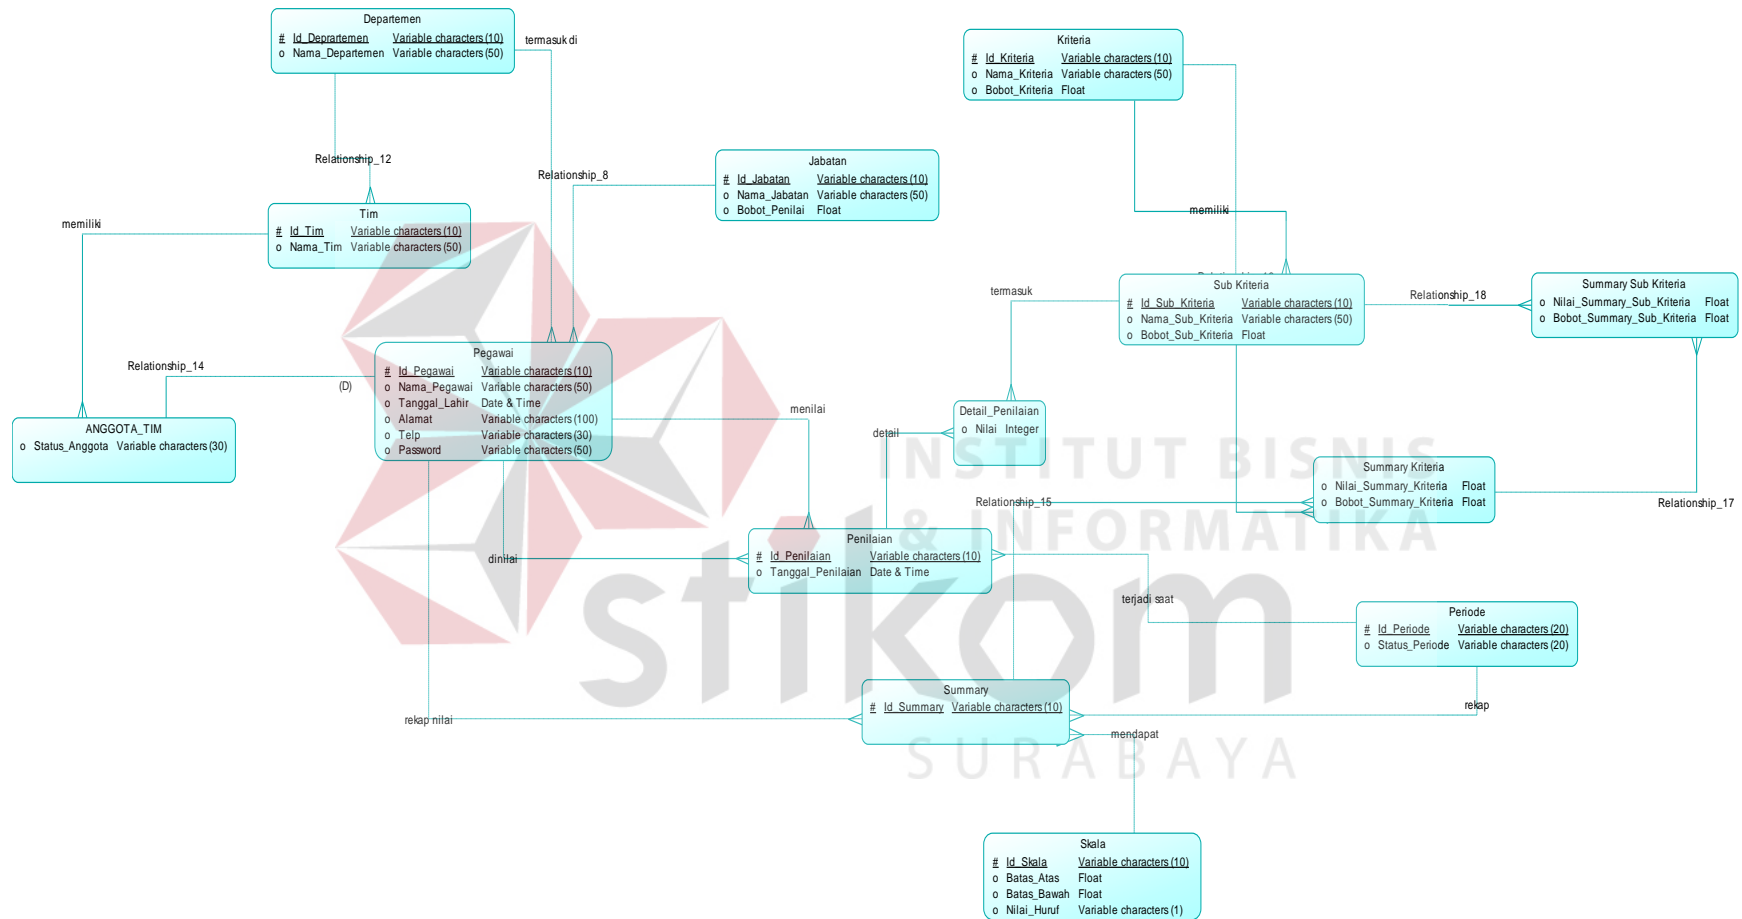 Departemen
# Id_Deprartemen Variable characters (10)
o Nama_Departemen Variable characters (50)
termasuk di
Relationship_12
Tim
# Id_Tim Variable characters (10)
o Nama_Tim Variable characters (50)
memiliki
Relationship_14
(D)
ANGGOTA_TIM
o Status_Anggota Variable characters (30)
Relationship_8
Jabatan
# Id_Jabatan Variable characters (10)
o Nama_Jabatan Variable characters (50)
o Bobot_Penilai Float
Pegawai
# Id_Pegawai Variable characters (10)
o Nama_Pegawai Variable characters (50)
o Tanggal_Lahir Date & Time
o Alamat Variable characters (100)
o Telp Variable characters (30)
o Password Variable characters (50)
menilai
dinilai
rekap nilai
Kriteria
# Id_Kriteria Variable characters (10)
o Nama_Kriteria Variable characters (50)
o Bobot_Kriteria Float
memiliki
Sub Kriteria
# Id_Sub_Kriteria Variable characters (10)
o Nama_Sub_Kriteria Variable characters (50)
o Bobot_Sub_Kriteria Float
termasuk
Relationship_18
Summary Sub Kriteria
o Nilai_Summary_Sub_Kriteria Float
o Bobot_Summary_Sub_Kriteria Float
Detail_Penilaian
o Nilai Integer
detail
Summary Kriteria
o Nilai_Summary_Kriteria Float
o Bobot_Summary_Kriteria Float
Relationship_17
Relationship_15
Penilaian
# Id_Penilaian Variable characters (10)
o Tanggal_Penilaian Date & Time
terjadi saat
Periode
# Id_Periode Variable characters (20)
o Status_Periode Variable characters (20)
rekap
Summary
# Id_Summary Variable characters (10)
mendapat
Skala
# Id_Skala Variable characters (10)
o Batas_Atas Float
o Batas_Bawah Float
o Nilai_Huruf Variable characters (1)
INSTITUT BISNIS
& INFORMATIKA
stikom
SURABAYA